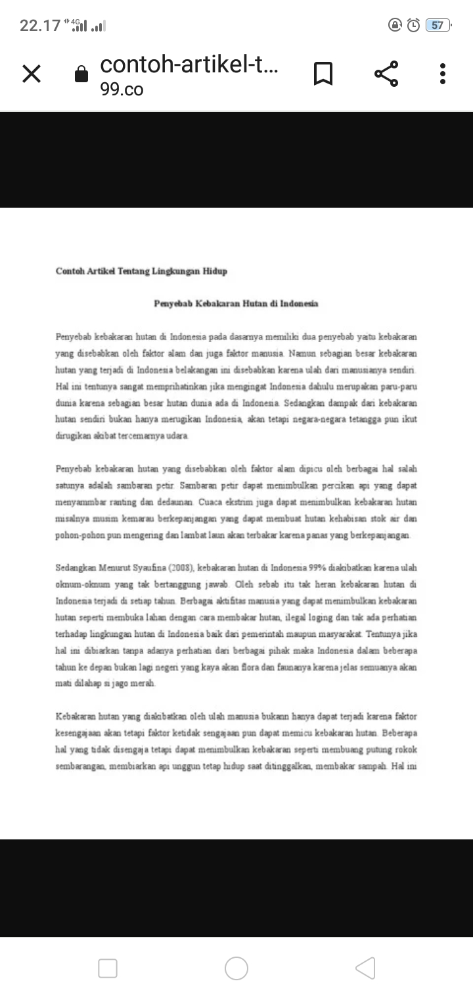 22.17 4G 57
contoh-artikel-t...
99.co
Contoh Artikel Tentang Lingkungan Hidup
Penyebab Kebakaran Hutan di Indonesia
Penyebab kebakaran hutan di Indonesia pada dasarnya memiliki dua penyebab yaitu kebakaran
yang disebabkan oleh faktor alam dan juga faktor manusia. Namun sebagian besar kebakaran
hutan yang terjadi di Indonesia belakangan ini disebabkan karena ulah dari manusianya sendiri.
Hal ini tentunya sangat memprihatinkan jika mengingat Indonesia dahulu merupakan paru-paru
dunia karena sebagian besar hutan dunia ada di Indonesia. Sedangkan dampak dari kebakaran
hutan sendiri bukan hanya merugikan Indonesia, akan tetapi negara-negara tetangga pun ikut
dirugikan akibat tercemarnya udara.
Penyebab kebakaran hutan yang disebabkan oleh faktor alam dipicu oleh berbagai hal salah
satunya adalah sambaran petir. Sambaran petir dapat menimbulkan percikan api yang dapat
menyammbar ranting dan dedaunan. Cuaca ekstrim juga dapat menimbulkan kebakaran hutan
misalnya musim kemarau berkepanjangan yang dapat membuat hutan kehabisan stok air dan
pohon-pohon pun mengering dan lambat laun akan terbakar karena panas yang berkepanjangan.
Sedangkan Menurut Syaufina (2008), kebakaran hutan di Indonesia 99% diakibatkan karena ulah
oknum-oknum yang tak bertanggung jawab. Oleh sebab itu tak heran kebakaran hutan di
Indonesia terjadi di setiap tahun. Berbagai aktifitas manusia yang dapat menimbulkan kebakaran
hutan seperti membuka lahan dengan cara membakar hutan, ilegal loging dan tak ada perhatian
terhadap lingkungan hutan di Indonesia baik dari pemerintah maupun masyarakat. Tentunya jika
hal ini dibiarkan tanpa adanya perhatian dari berbagai pihak maka Indonesia dalam beberapa
tahun ke depan bukan lagi negeri yang kaya akan flora dan faunanya karena jelas semuanya akan
mati dilahap si jago merah.
Kebakaran hutan yang diakibatkan oleh ulah manusia bukann hanya dapat terjadi karena faktor
kesengajaan akan tetapi faktor ketidak sengajaan pun dapat memicu kebakaran hutan. Beberapa
hal yang tidak disengaja tetapi dapat menimbulkan kebakaran seperti membuang putung rokok
sembarangan, membiarkan api unggun tetap hidup saat ditinggalkan, membakar sampah. Hal ini